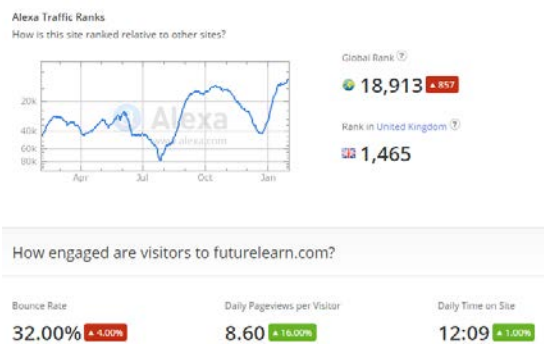 Alexa Traffic Ranks
How is this site ranked relative to other sites?
Global Rank ?
18,913 ▲ 857
Rank in United Kingdom ?
1,465
20k
40k
60k
80k
Apr Jul Oct Jan
Alexa
www.alexa.com
How engaged are visitors to futurelearn.com?
Bounce Rate Daily Pageviews per Visitor Daily Time on Site
32.00% ▲ 4.00% 8.60 ▲ 16.00% 12:09 ▲ 1.00%